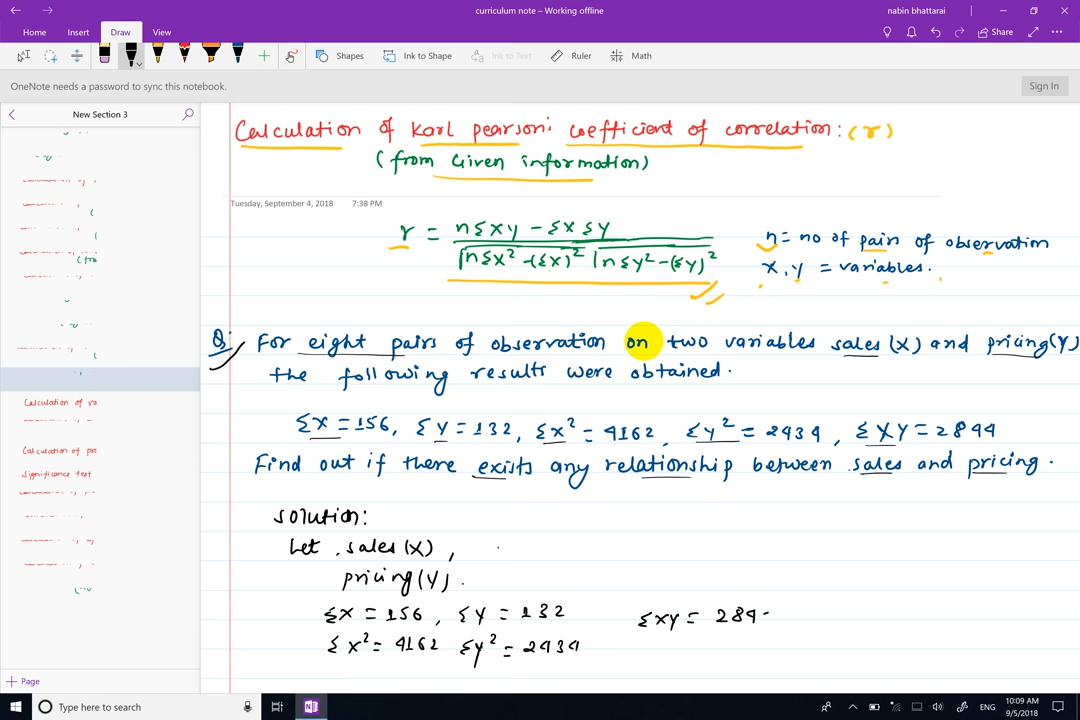 curriculum note – Working offline
nabin bhattarai
Home Insert Draw View
Share
Shapes Ink to Shape Ink to Text Ruler Math
OneNote needs a password to sync this notebook.
Sign In
New Section 3
Calculation of va
Calculation of pro
Significance test
Page
Calculation of Karl pearson: coefficient of correlation: (r)
(from Given information)
Tuesday, September 4, 2018 7:38 PM
r = nΣxy - Σx Σy / √nΣx² - (Σx)² √nΣy² - (Σy)²
n = no of pair of observation
x, y = variables.
Q: For eight pairs of observation on two variables sales (X) and pricing (Y)
the following results were obtained.
Σx = 156, Σy = 132, Σx² = 4162, Σy² = 2434, Σxy = 2844
Find out if there exists any relationship between sales and pricing.
solution:
Let sales (X),
pricing (Y).
Σx = 156, Σy = 132 Σxy = 284
Σx² = 4162 Σy² = 2434
Type here to search
ENG
10:09 AM
9/5/2018